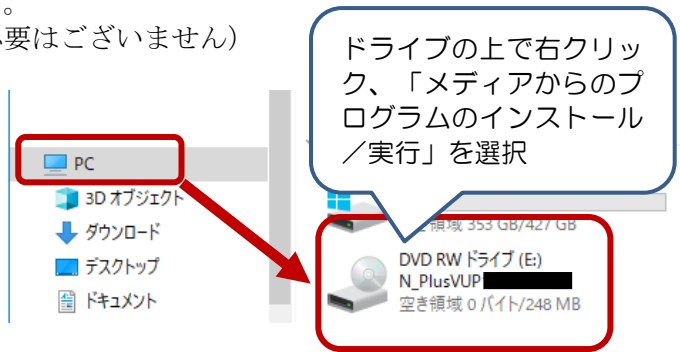 。
要はございません）
ドライブの上で右クリッ
ク、「メディアからのプ
ログラムのインストール
／実行」を選択
PC
3D オブジェクト
ダウンロード
デスクトップ
ドキュメント
空き領域 353 GB/427 GB
DVD RW ドライブ (E:)
N_PlusVUP
空き領域 0 バイト/248 MB